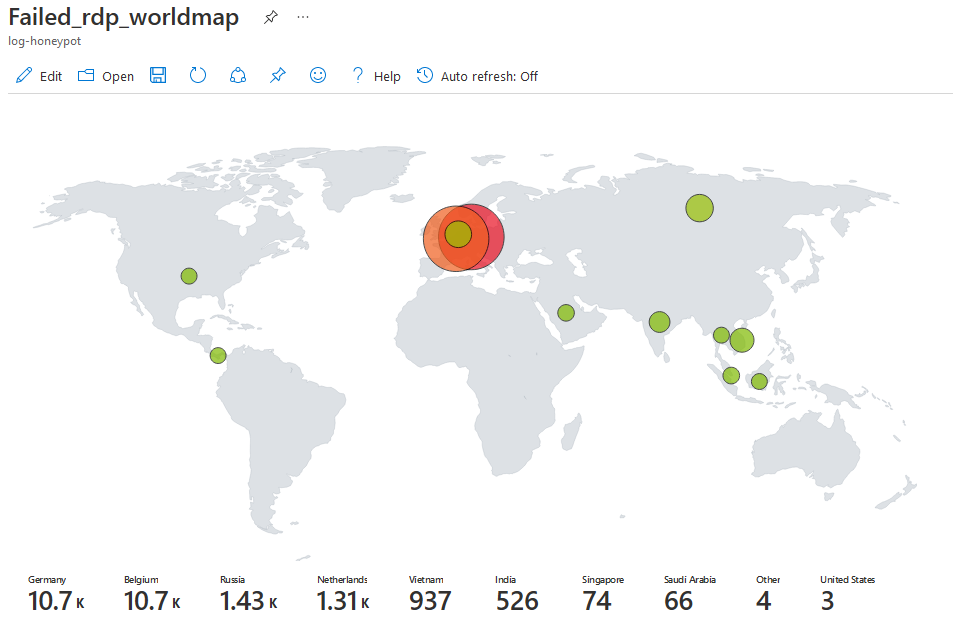 Failed_rdp_worldmap ...
log-honeypot
Edit Open Help Auto refresh: Off
Germany Belgium Russia Netherlands Vietnam India Singapore Saudi Arabia Other United States
10.7 K 10.7 K 1.43 K 1.31 K 937 526 74 66 4 3